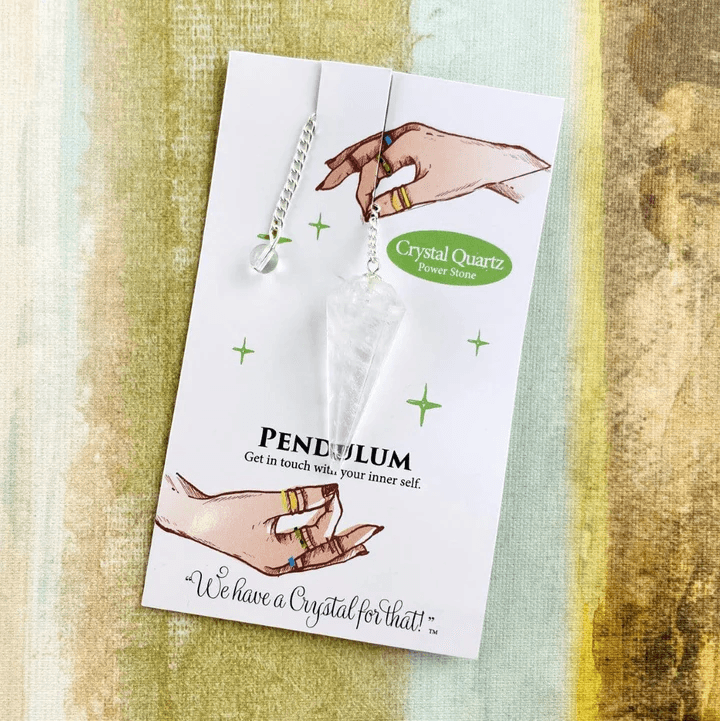 Crystal Quartz
Power Stone
PENDULUM
Get in touch with your inner self.
“We have a Crystal for that!”™